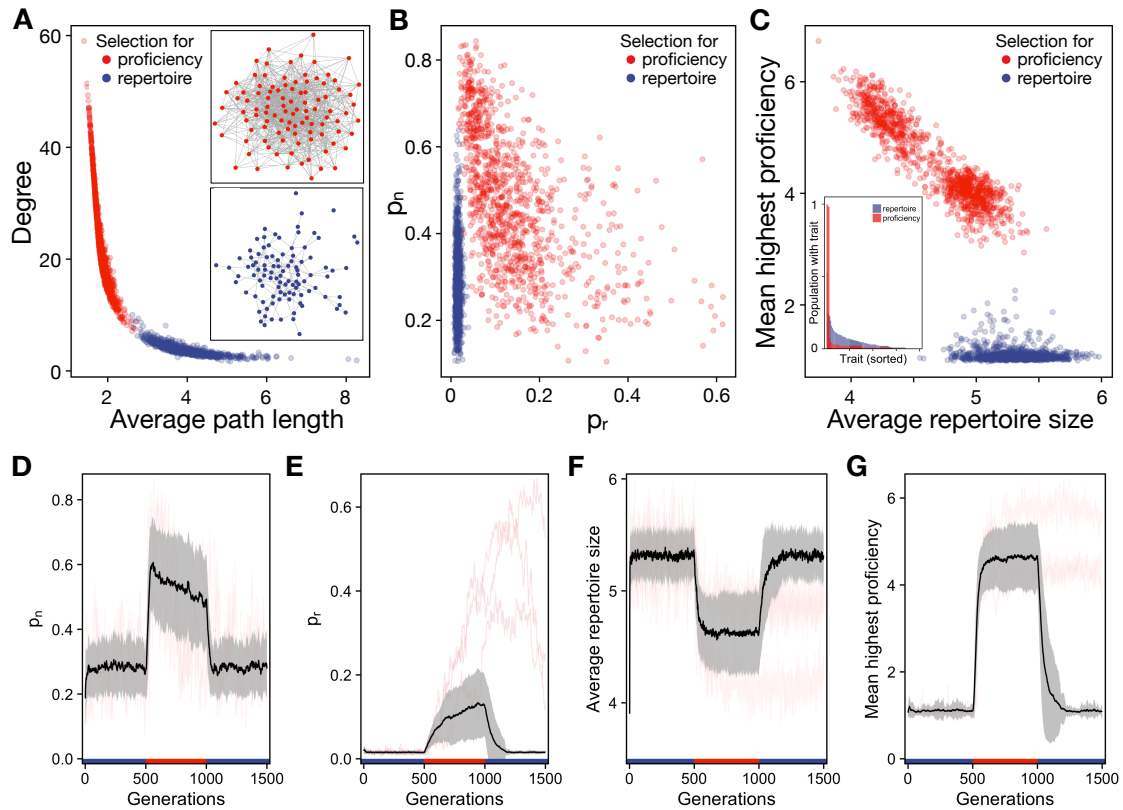 A
Selection for
proficiency
repertoire
60
40
20
0
Degree
2
4
6
8
Average path length
B
Selection for
proficiency
repertoire
0.8
0.6
0.4
0.2
pn
0
0.2
0.4
0.6
pr
C
Selection for
proficiency
repertoire
6
4
2
Mean highest proficiency
1
0
Population with trait
repertoire
proficiency
Trait (sorted)
4
5
6
Average repertoire size
D
0.8
0.6
0.4
0.2
0.0
pn
0
500
1000
1500
Generations
E
0.6
0.4
0.2
0.0
pr
0
500
1000
1500
Generations
F
6
5
4
Average repertoire size
0
500
1000
1500
Generations
G
6
4
2
0
Mean highest proficiency
0
500
1000
1500
Generations